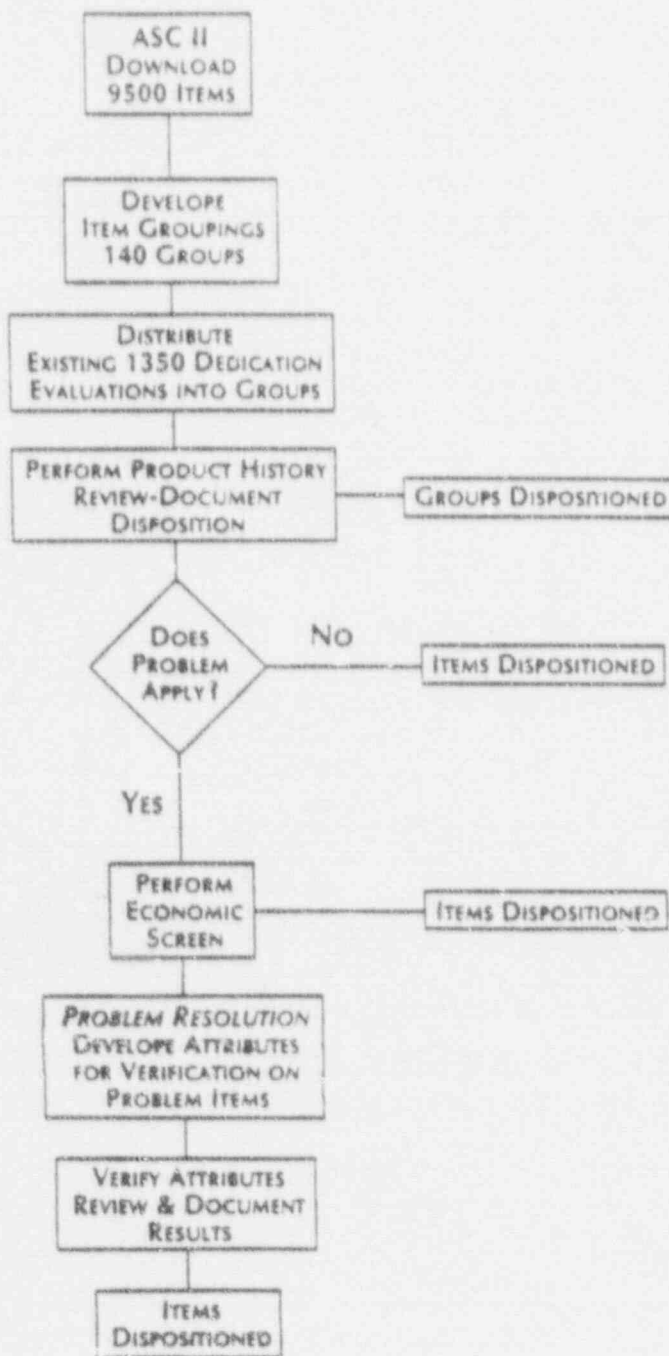 ASC II
DOWNLOAD
9500 ITEMS
DEVELOPE
ITEM GROUPINGS
140 GROUPS
DISTRIBUTE
EXISTING 1350 DEDICATION
EVALUATIONS INTO GROUPS
PERFORM PRODUCT HISTORY
REVIEW-DOCUMENT
DISPOSITION
GROUPS DISPOSITIONED
DOES
PROBLEM
APPLY?
NO
ITEMS DISPOSITIONED
YES
PERFORM
ECONOMIC
SCREEN
ITEMS DISPOSITIONED
PROBLEM RESOLUTION
DEVELOPE ATTRIBUTES
FOR VERIFICATION ON
PROBLEM ITEMS
VERIFY ATTRIBUTES
REVIEW & DOCUMENT
RESULTS
ITEMS
DISPOSITIONED